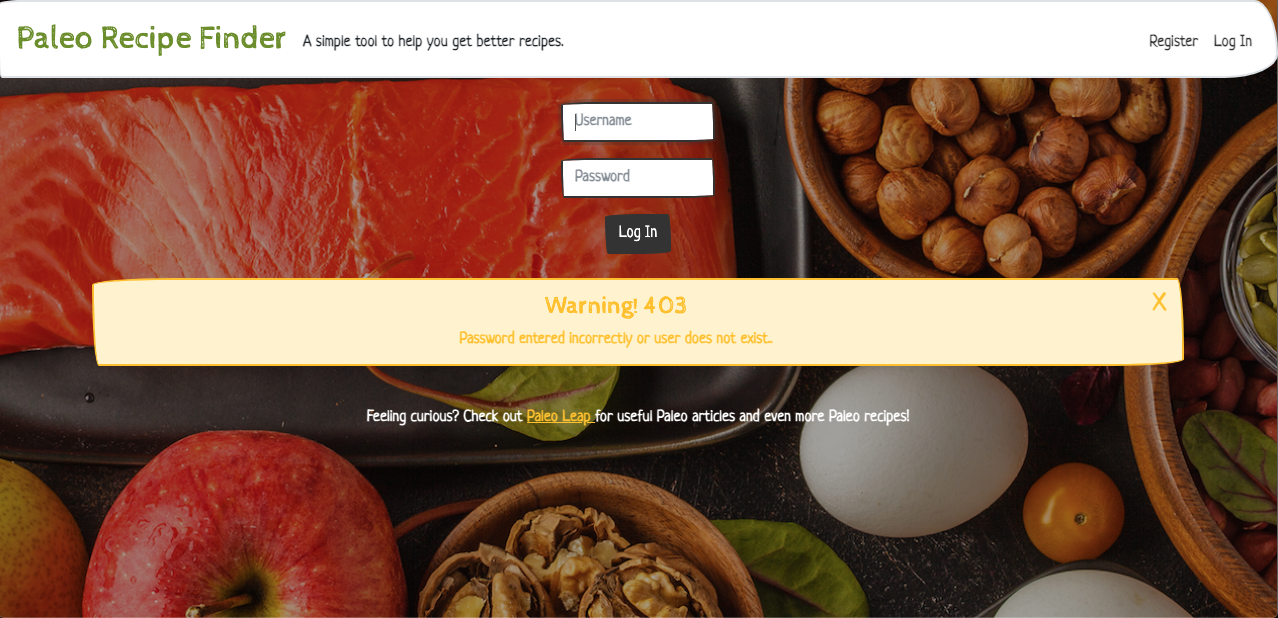 Paleo Recipe Finder A simple tool to help you get better recipes. Register Log In
Username
Password
Log In
Warning! 403
X
Password entered incorrectly or user does not exist..
Feeling curious? Check out Paleo Leap for useful Paleo articles and even more Paleo recipes!